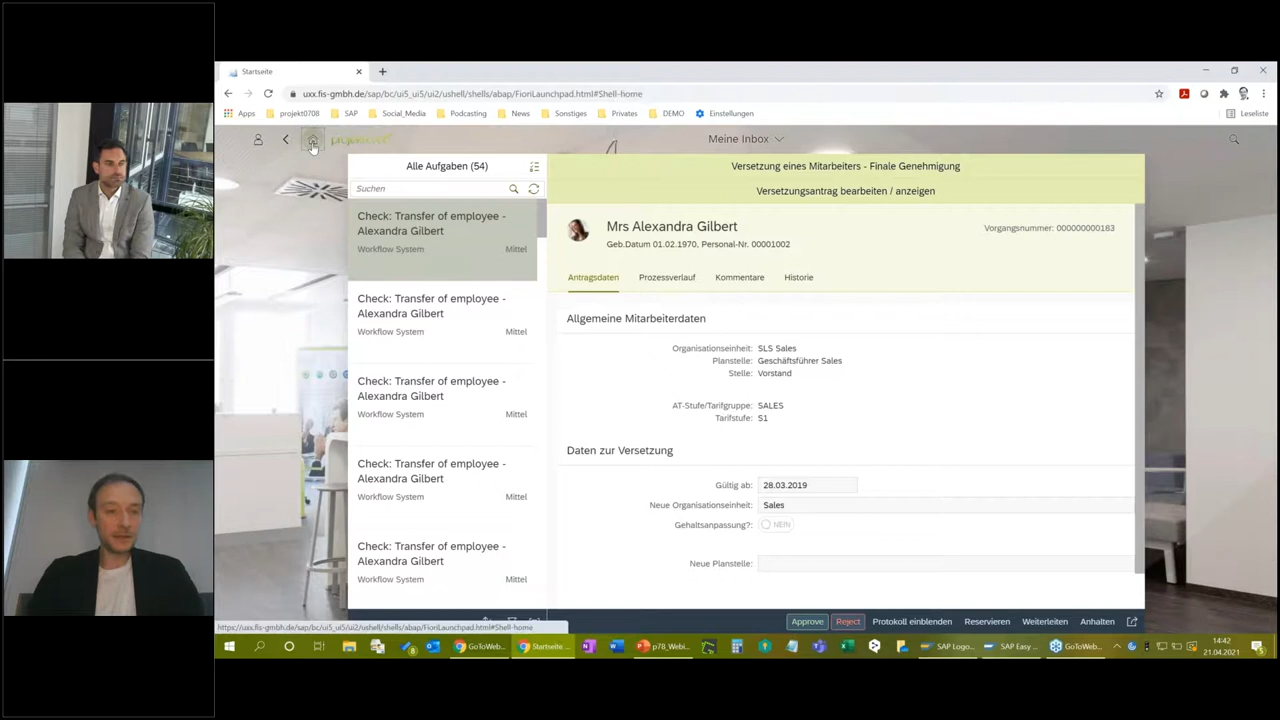 Startseite
uxx.fis-gmbh.de/sap/bc/ui5_ui5/ui2/ushell/shells/abap/FioriLaunchpad.html#Shell-home
Apps projekt0708 SAP Social_Media Podcasting News Sonstiges Privates DEMO Einstellungen Leseliste
Meine Inbox
Alle Aufgaben (54)
Suchen
Check: Transfer of employee -
Alexandra Gilbert
Workflow System Mittel
Check: Transfer of employee -
Alexandra Gilbert
Workflow System Mittel
Check: Transfer of employee -
Alexandra Gilbert
Workflow System Mittel
Check: Transfer of employee -
Alexandra Gilbert
Workflow System Mittel
Check: Transfer of employee -
Alexandra Gilbert
Workflow System Mittel
Versetzung eines Mitarbeiters - Finale Genehmigung
Versetzungsantrag bearbeiten / anzeigen
Mrs Alexandra Gilbert
Vorgangsnummer: 000000000183
Geb.Datum 01.02.1970, Personal-Nr. 00001002
Antragsdaten Prozessverlauf Kommentare Historie
Allgemeine Mitarbeiterdaten
Organisationseinheit: SLS Sales
Planstelle: Geschäftsführer Sales
Stelle: Vorstand
AT-Stufe/Tarifgruppe: SALES
Tarifstufe: S1
Daten zur Versetzung
Gültig ab: 28.03.2019
Neue Organisationseinheit: Sales
Gehaltsanpassung?: NEIN
Neue Planstelle:
Approve Reject Protokoll einblenden Reservieren Weiterleiten Anhalten
https://uxx.fis-gmbh.de/sap/bc/ui5_ui5/ui2/ushell/shells/abap/FioriLaunchpad.html#Shell-home
GoToWeb... Startseite ... p78_Webi... SAP Logo... SAP Easy ... GoToWeb...
14:42
21.04.2021